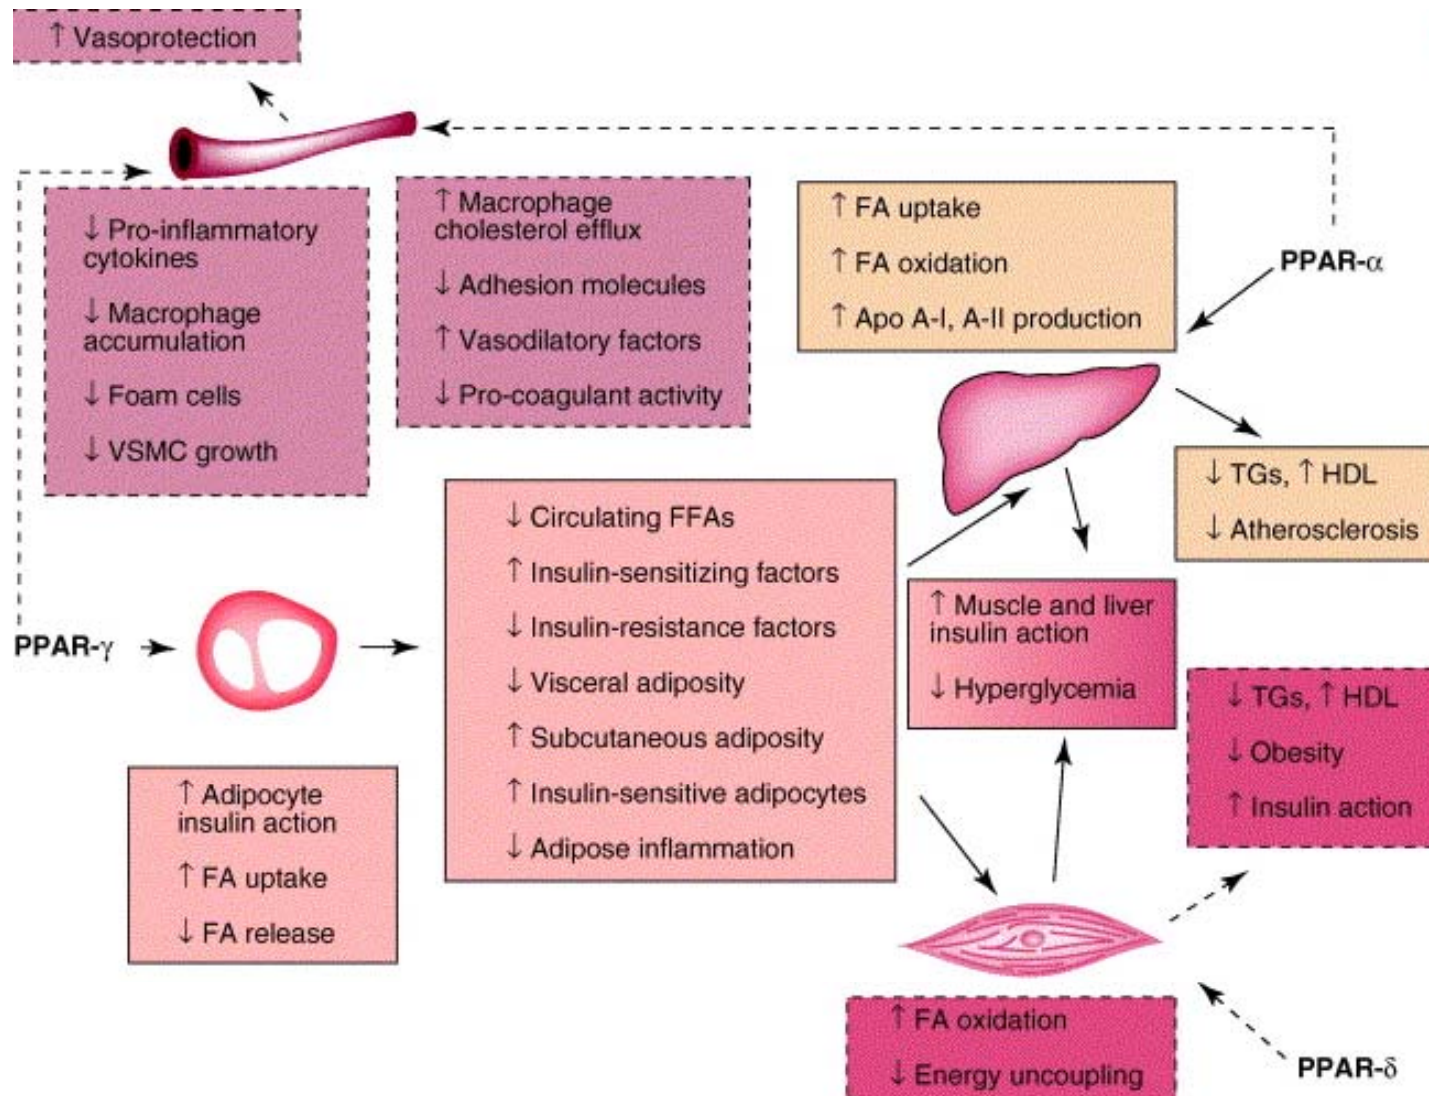 ↑ Vasoprotection
↓ Pro-inflammatory
cytokines
↓ Macrophage
accumulation
↓ Foam cells
↓ VSMC growth
↑ Macrophage
cholesterol efflux
↓ Adhesion molecules
↑ Vasodilatory factors
↓ Pro-coagulant activity
↑ FA uptake
↑ FA oxidation
↑ Apo A-I, A-II production
PPAR-α
↓ TGs, ↑ HDL
↓ Atherosclerosis
PPAR-γ
↑ Adipocyte
insulin action
↑ FA uptake
↓ FA release
↓ Circulating FFAs
↑ Insulin-sensitizing factors
↓ Insulin-resistance factors
↓ Visceral adiposity
↑ Subcutaneous adiposity
↑ Insulin-sensitive adipocytes
↓ Adipose inflammation
↑ Muscle and liver
insulin action
↓ Hyperglycemia
↓ TGs, ↑ HDL
↓ Obesity
↑ Insulin action
↑ FA oxidation
↓ Energy uncoupling
PPAR-δ